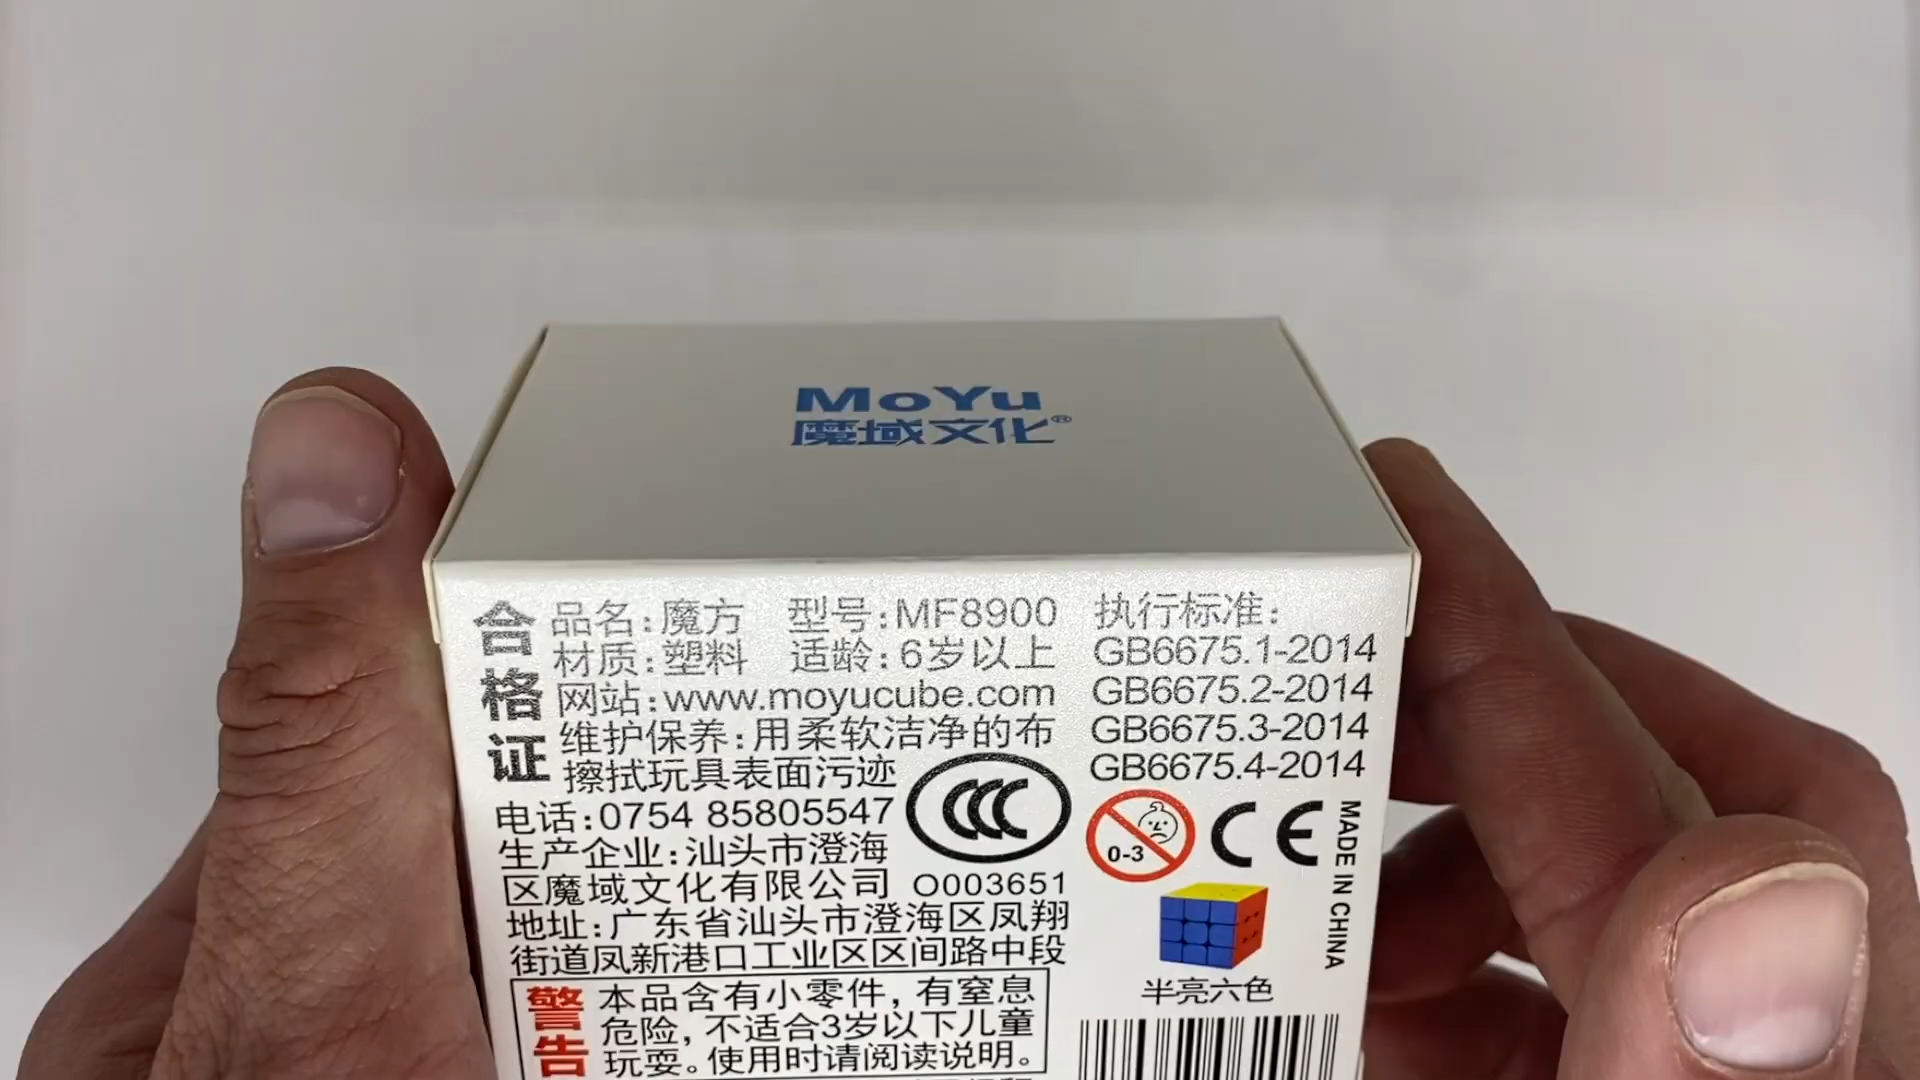 MoYu
魔域文化®
合格证
品名:魔方 型号:MF8900
材质:塑料 适龄:6岁以上
网站:www.moyucube.com
维护保养:用柔软洁净的布
擦拭玩具表面污迹
电话:0754 85805547
生产企业:汕头市澄海
区魔域文化有限公司
地址:广东省汕头市澄海区凤翔
街道凤新港口工业区区间路中段
执行标准:
GB6675.1-2014
GB6675.2-2014
GB6675.3-2014
GB6675.4-2014
CCC
O003651
0-3
CE
MADE IN CHINA
半亮六色
警告
本品含有小零件，有窒息
危险，不适合3岁以下儿童
玩耍。使用时请阅读说明。